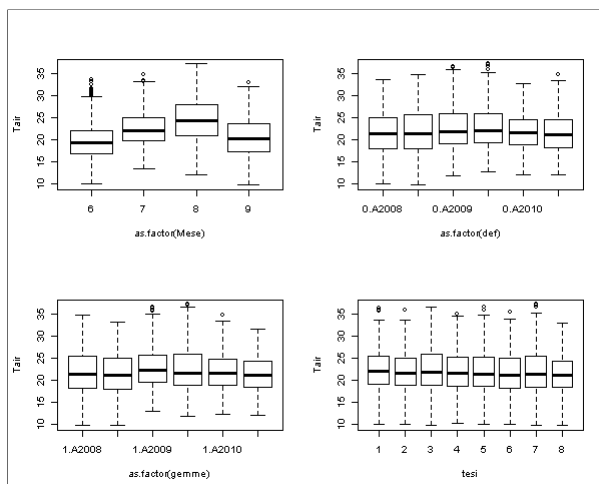 Tair
35
30
25
20
15
10
6 7 8 9
as.factor(Mese)
Tair
35
30
25
20
15
10
0.A2008 0.A2009 0.A2010
as.factor(def)
Tair
35
30
25
20
15
10
1.A2008 1.A2009 1.A2010
as.factor(gemme)
Tair
35
30
25
20
15
10
1 2 3 4 5 6 7 8
tesi